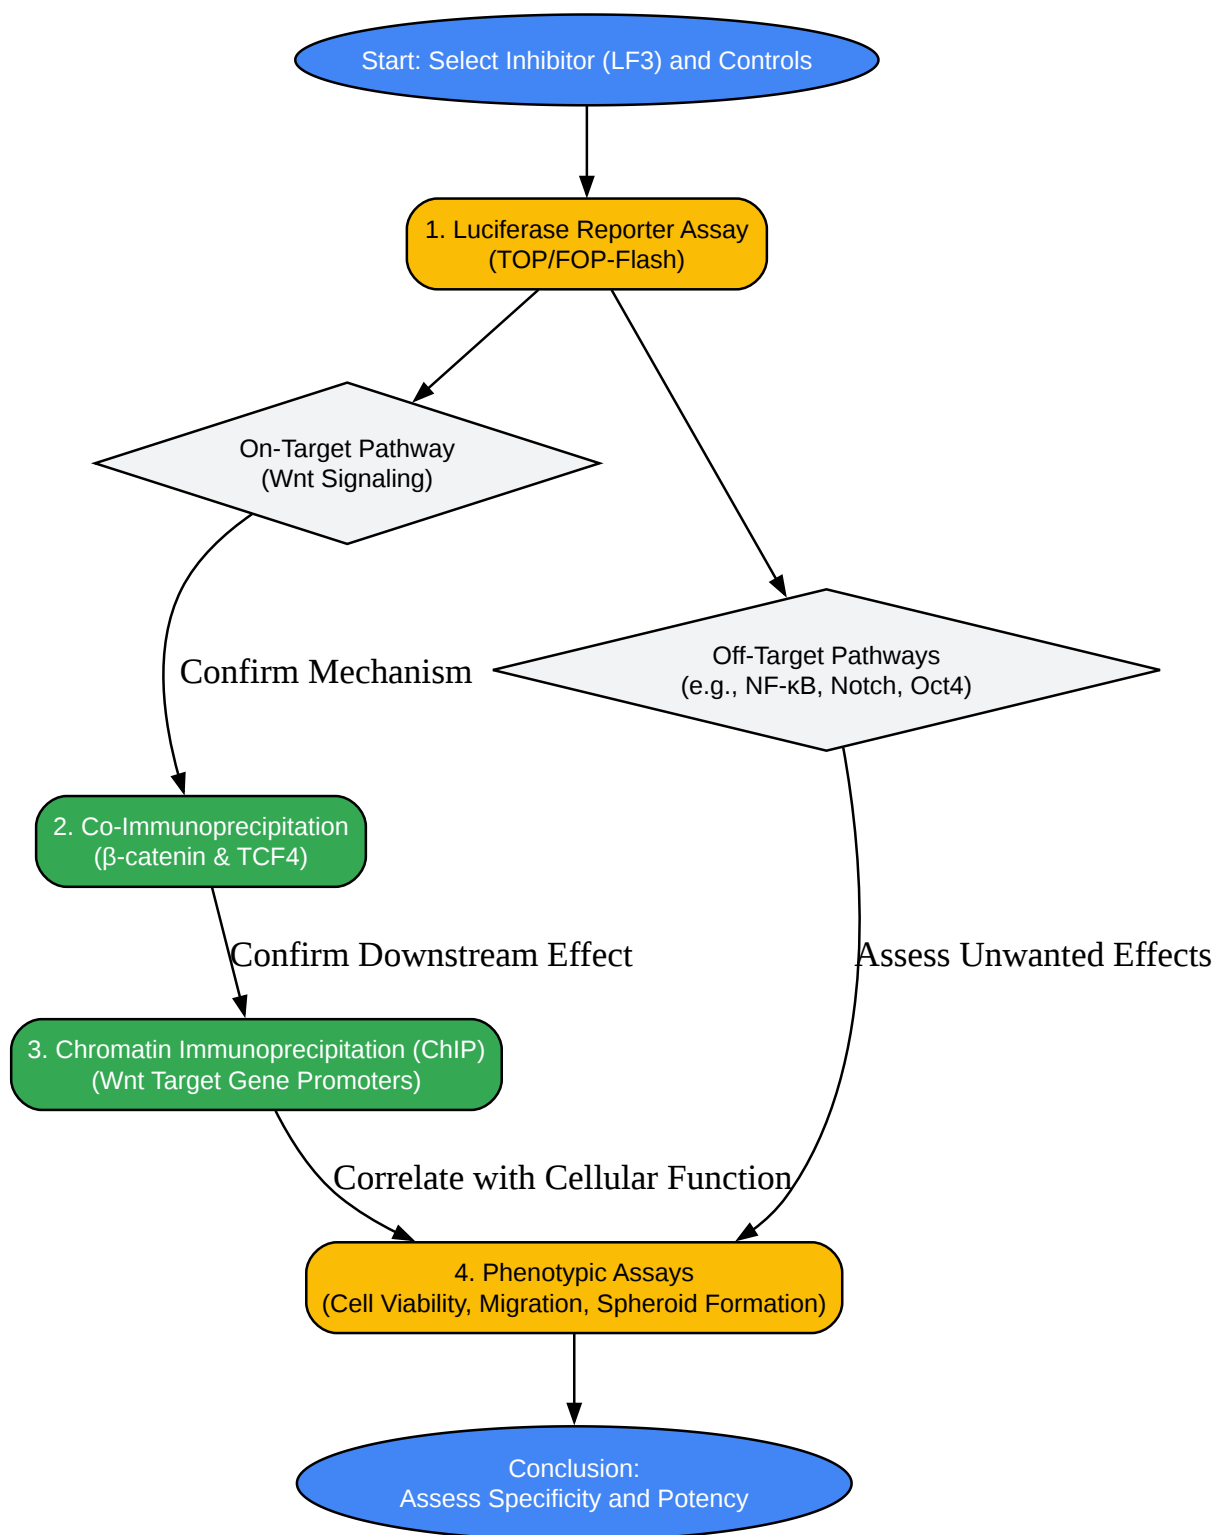 Start: Select Inhibitor (LF3) and Controls
1. Luciferase Reporter Assay
(TOP/FOP-Flash)
On-Target Pathway
(Wnt Signaling)
Off-Target Pathways
(e.g., NF-κB, Notch, Oct4)
Confirm Mechanism
2. Co-Immunoprecipitation
(β-catenin & TCF4)
Confirm Downstream Effect
Assess Unwanted Effects
3. Chromatin Immunoprecipitation (ChIP)
(Wnt Target Gene Promoters)
Correlate with Cellular Function
4. Phenotypic Assays
(Cell Viability, Migration, Spheroid Formation)
Conclusion:
Assess Specificity and Potency